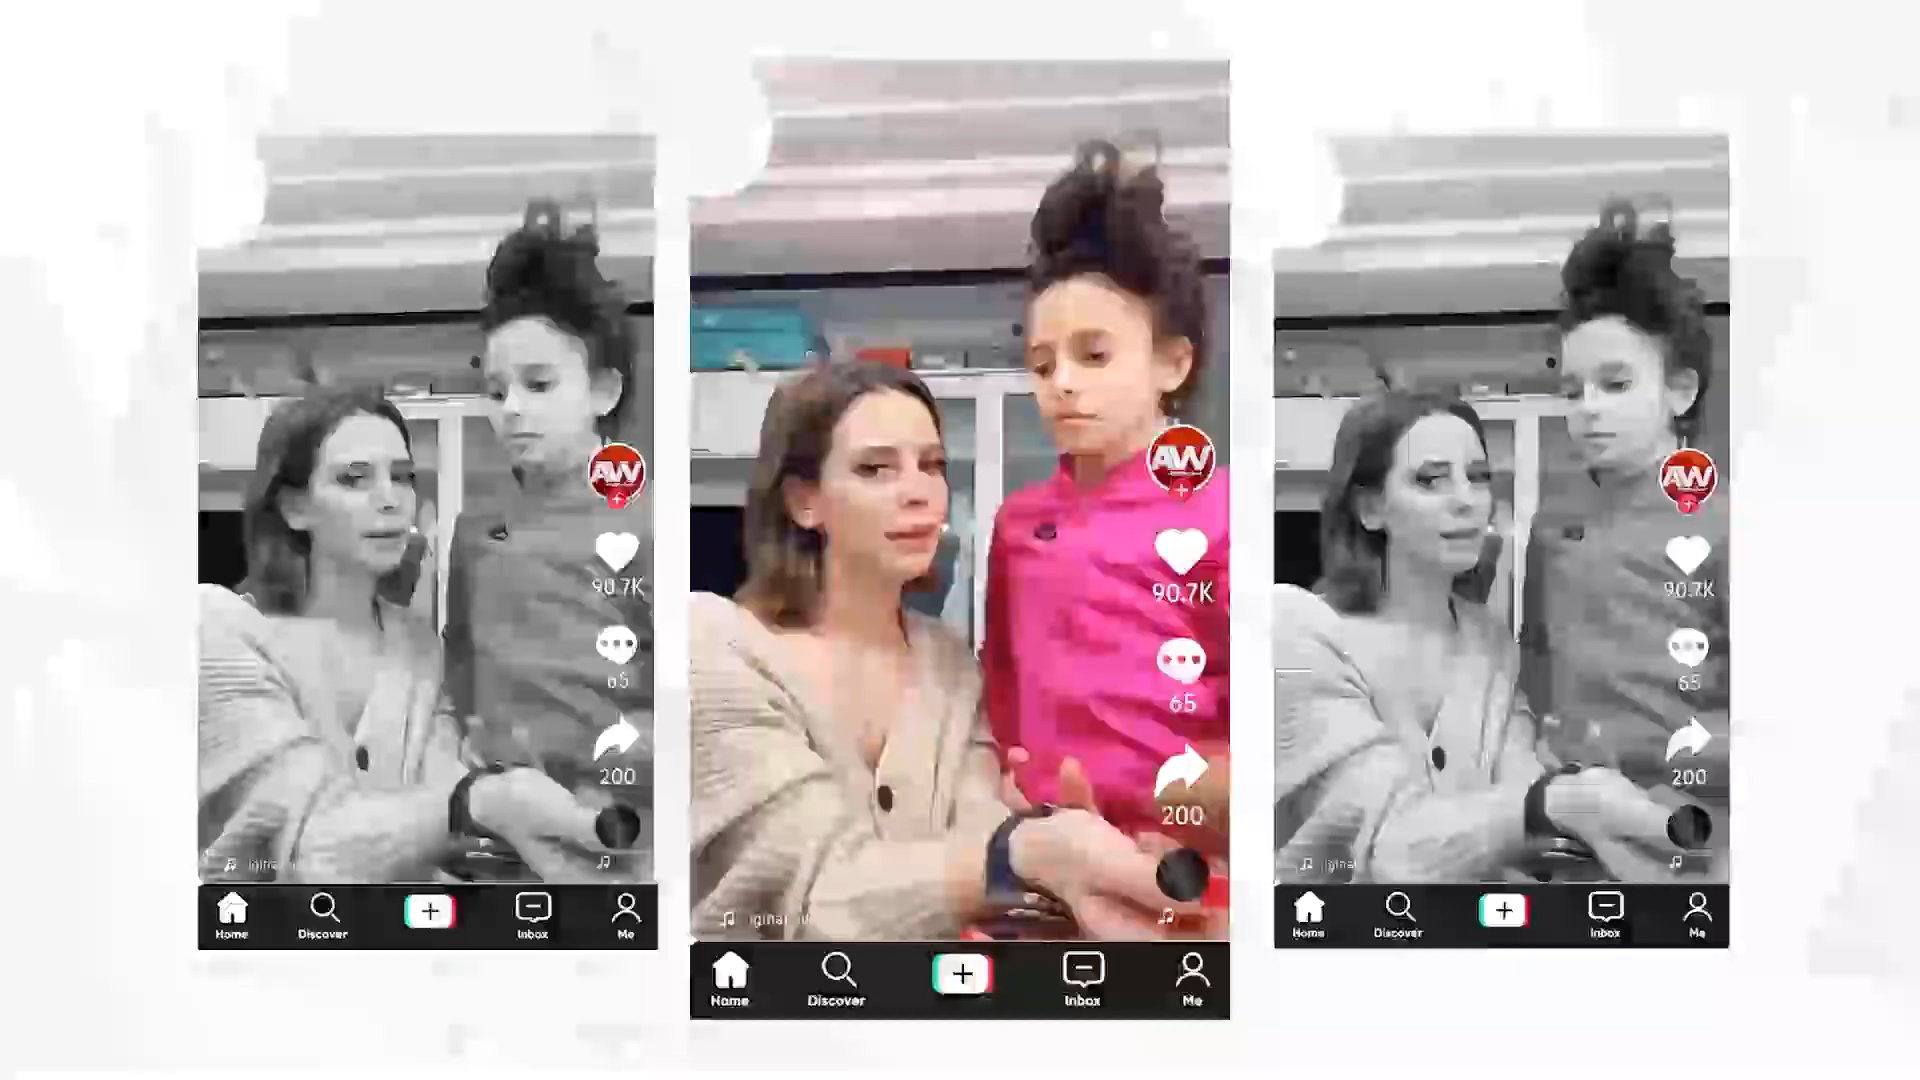 AW
90.7K
65
200
Home
Discover
Inbox
Me
AW
90.7K
65
200
Home
Discover
Inbox
Me
AW
90.7K
65
200
Home
Discover
Inbox
Me